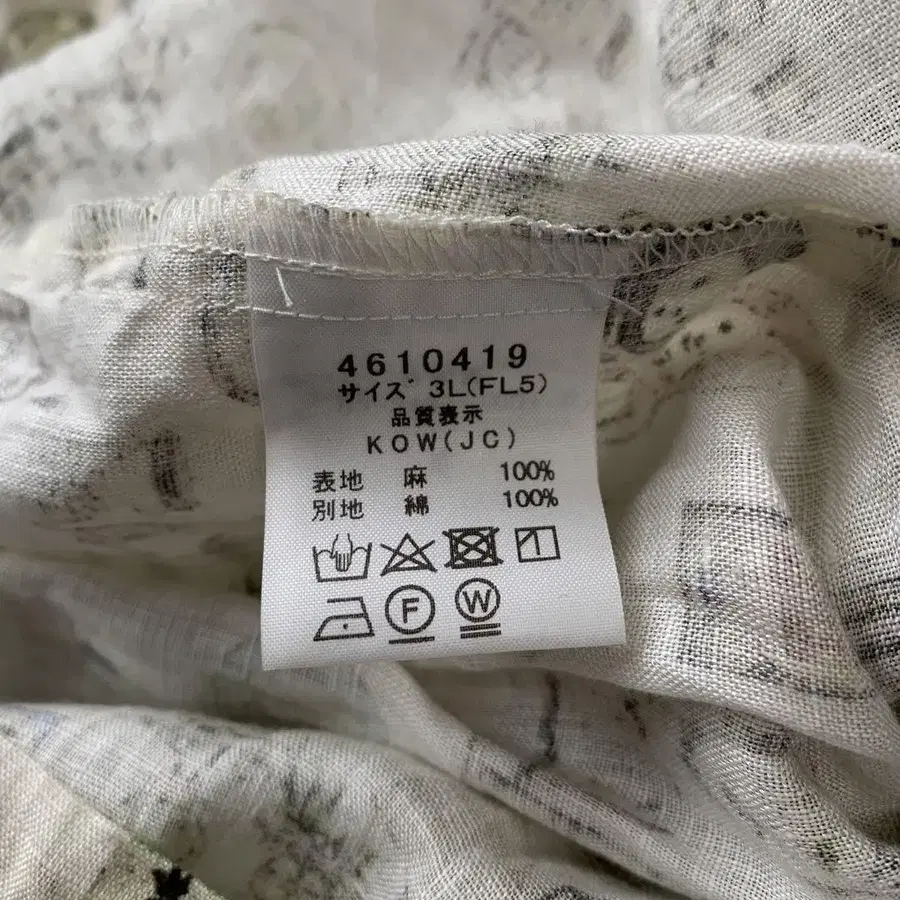 4610419
サイズ 3L(FL5)
品質表示
KOW(JC)
表地 麻 100%
別地 綿 100%
F W